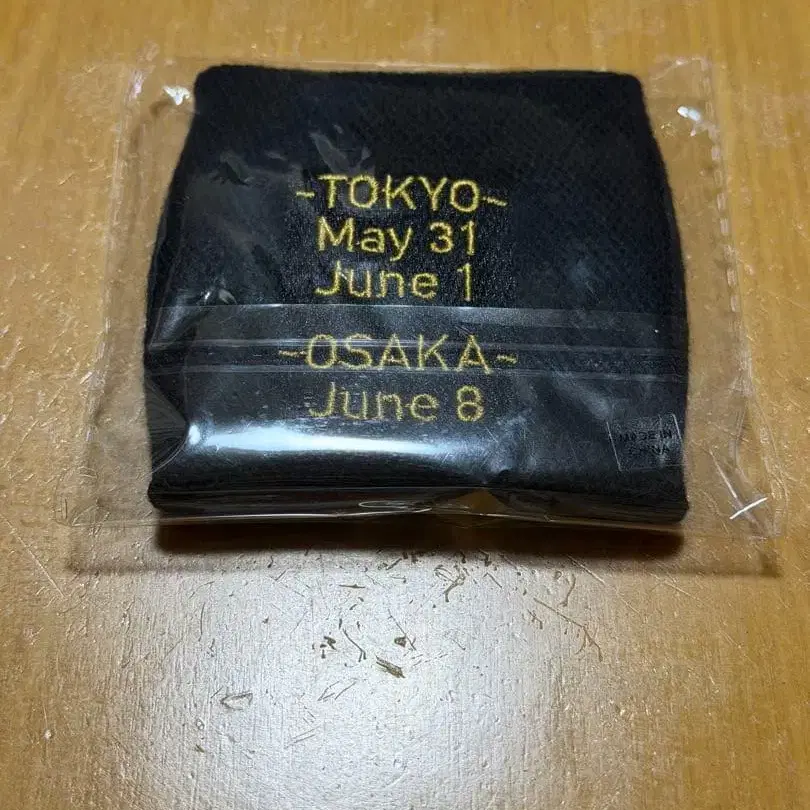 ~TOKYO~
May 31
June 1
~OSAKA~
June 8